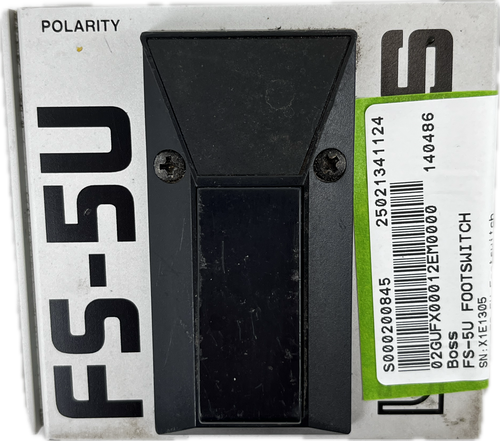 POLARITY
FS-5U
S000200845 25021341124
02GUFX00012EM0000 140486
Boss
FS-5U FOOTSWITCH
SN:X1E1305